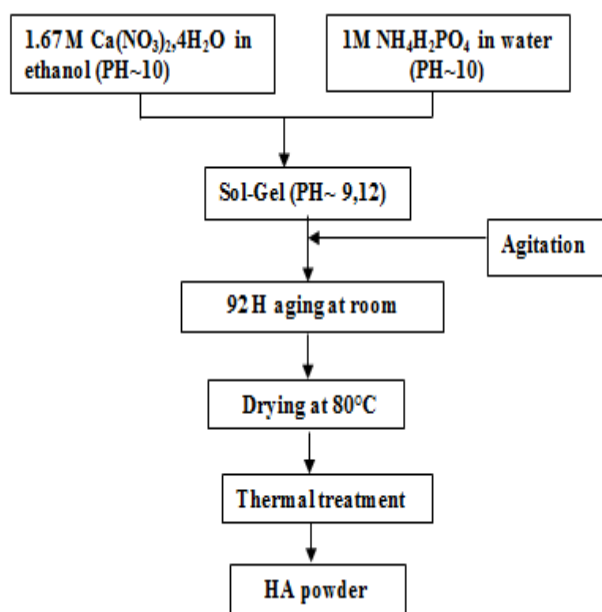 1.67 M Ca(NO₃)₂,4H₂O in
ethanol (PH~10)
1M NH₄H₂PO₄ in water
(PH~10)
Sol-Gel (PH~ 9,12)
Agitation
92 H aging at room
Drying at 80°C
Thermal treatment
HA powder